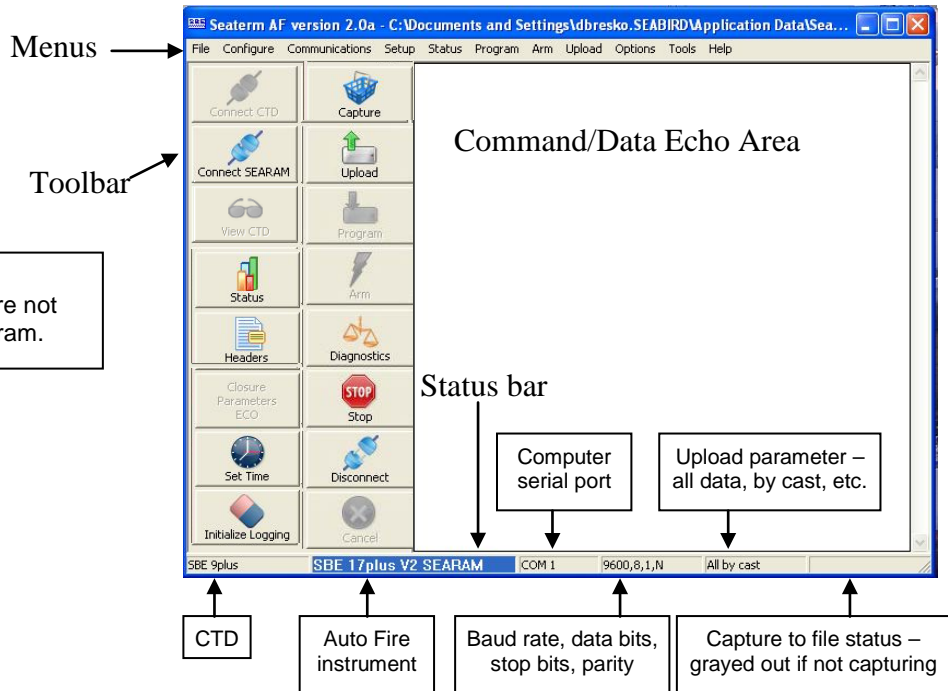 Seaterm AF version 2.0a - C:\Documents and Settings\dbresko.SEABIRD\Application Data\Sea...
Menus
File Configure Communications Setup Status Program Arm Upload Options Tools Help
Connect CTD
Capture
Command/Data Echo Area
Toolbar
Connect SEARAM
Upload
View CTD
Program
re not
ram.
Status
Arm
Headers
Diagnostics
Closure
Parameters
ECO
STOP
Stop
Status bar
Set Time
Disconnect
Computer
serial port
Upload parameter –
all data, by cast, etc.
Initialize Logging
Cancel
SBE 9plus SBE 17plus V2 SEARAM COM 1 9600,8,1,N All by cast
CTD
Auto Fire
instrument
Baud rate, data bits,
stop bits, parity
Capture to file status –
grayed out if not capturing